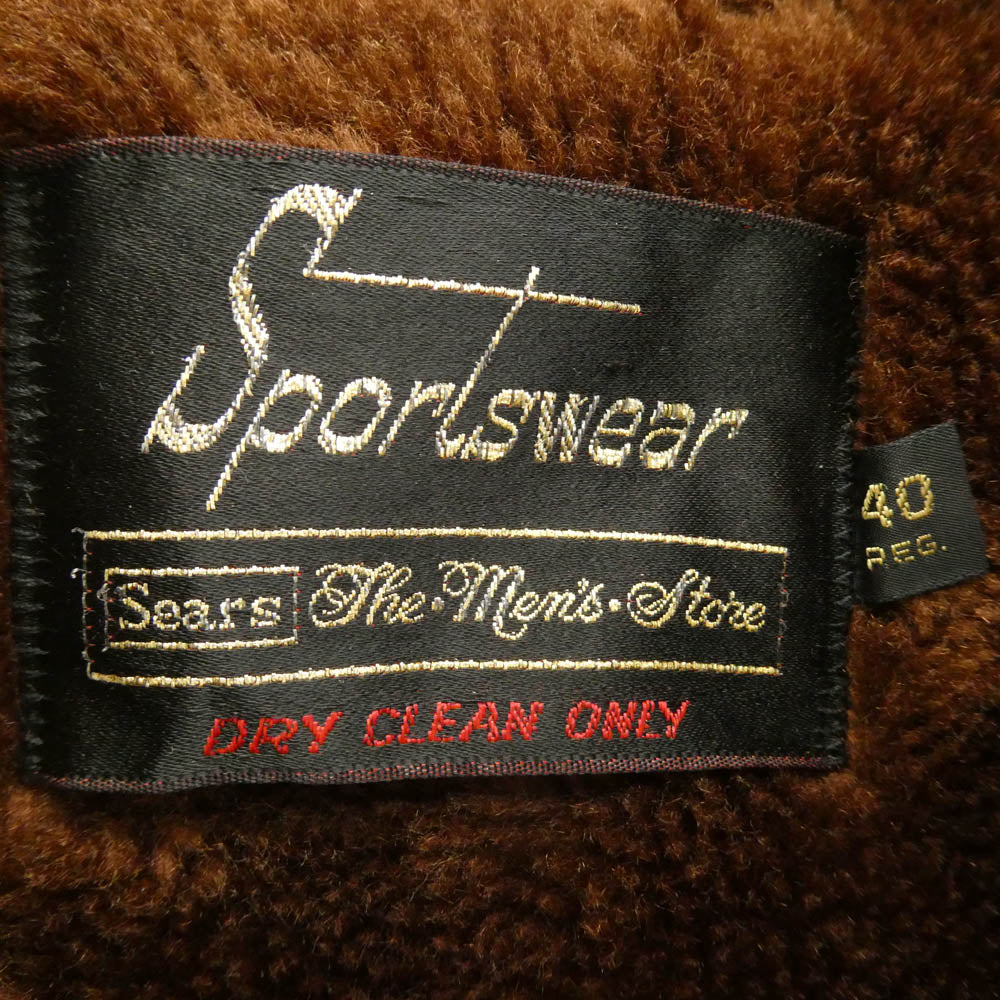 Sportswear
Sears The·Men's·Store
DRY CLEAN ONLY
40
REG.